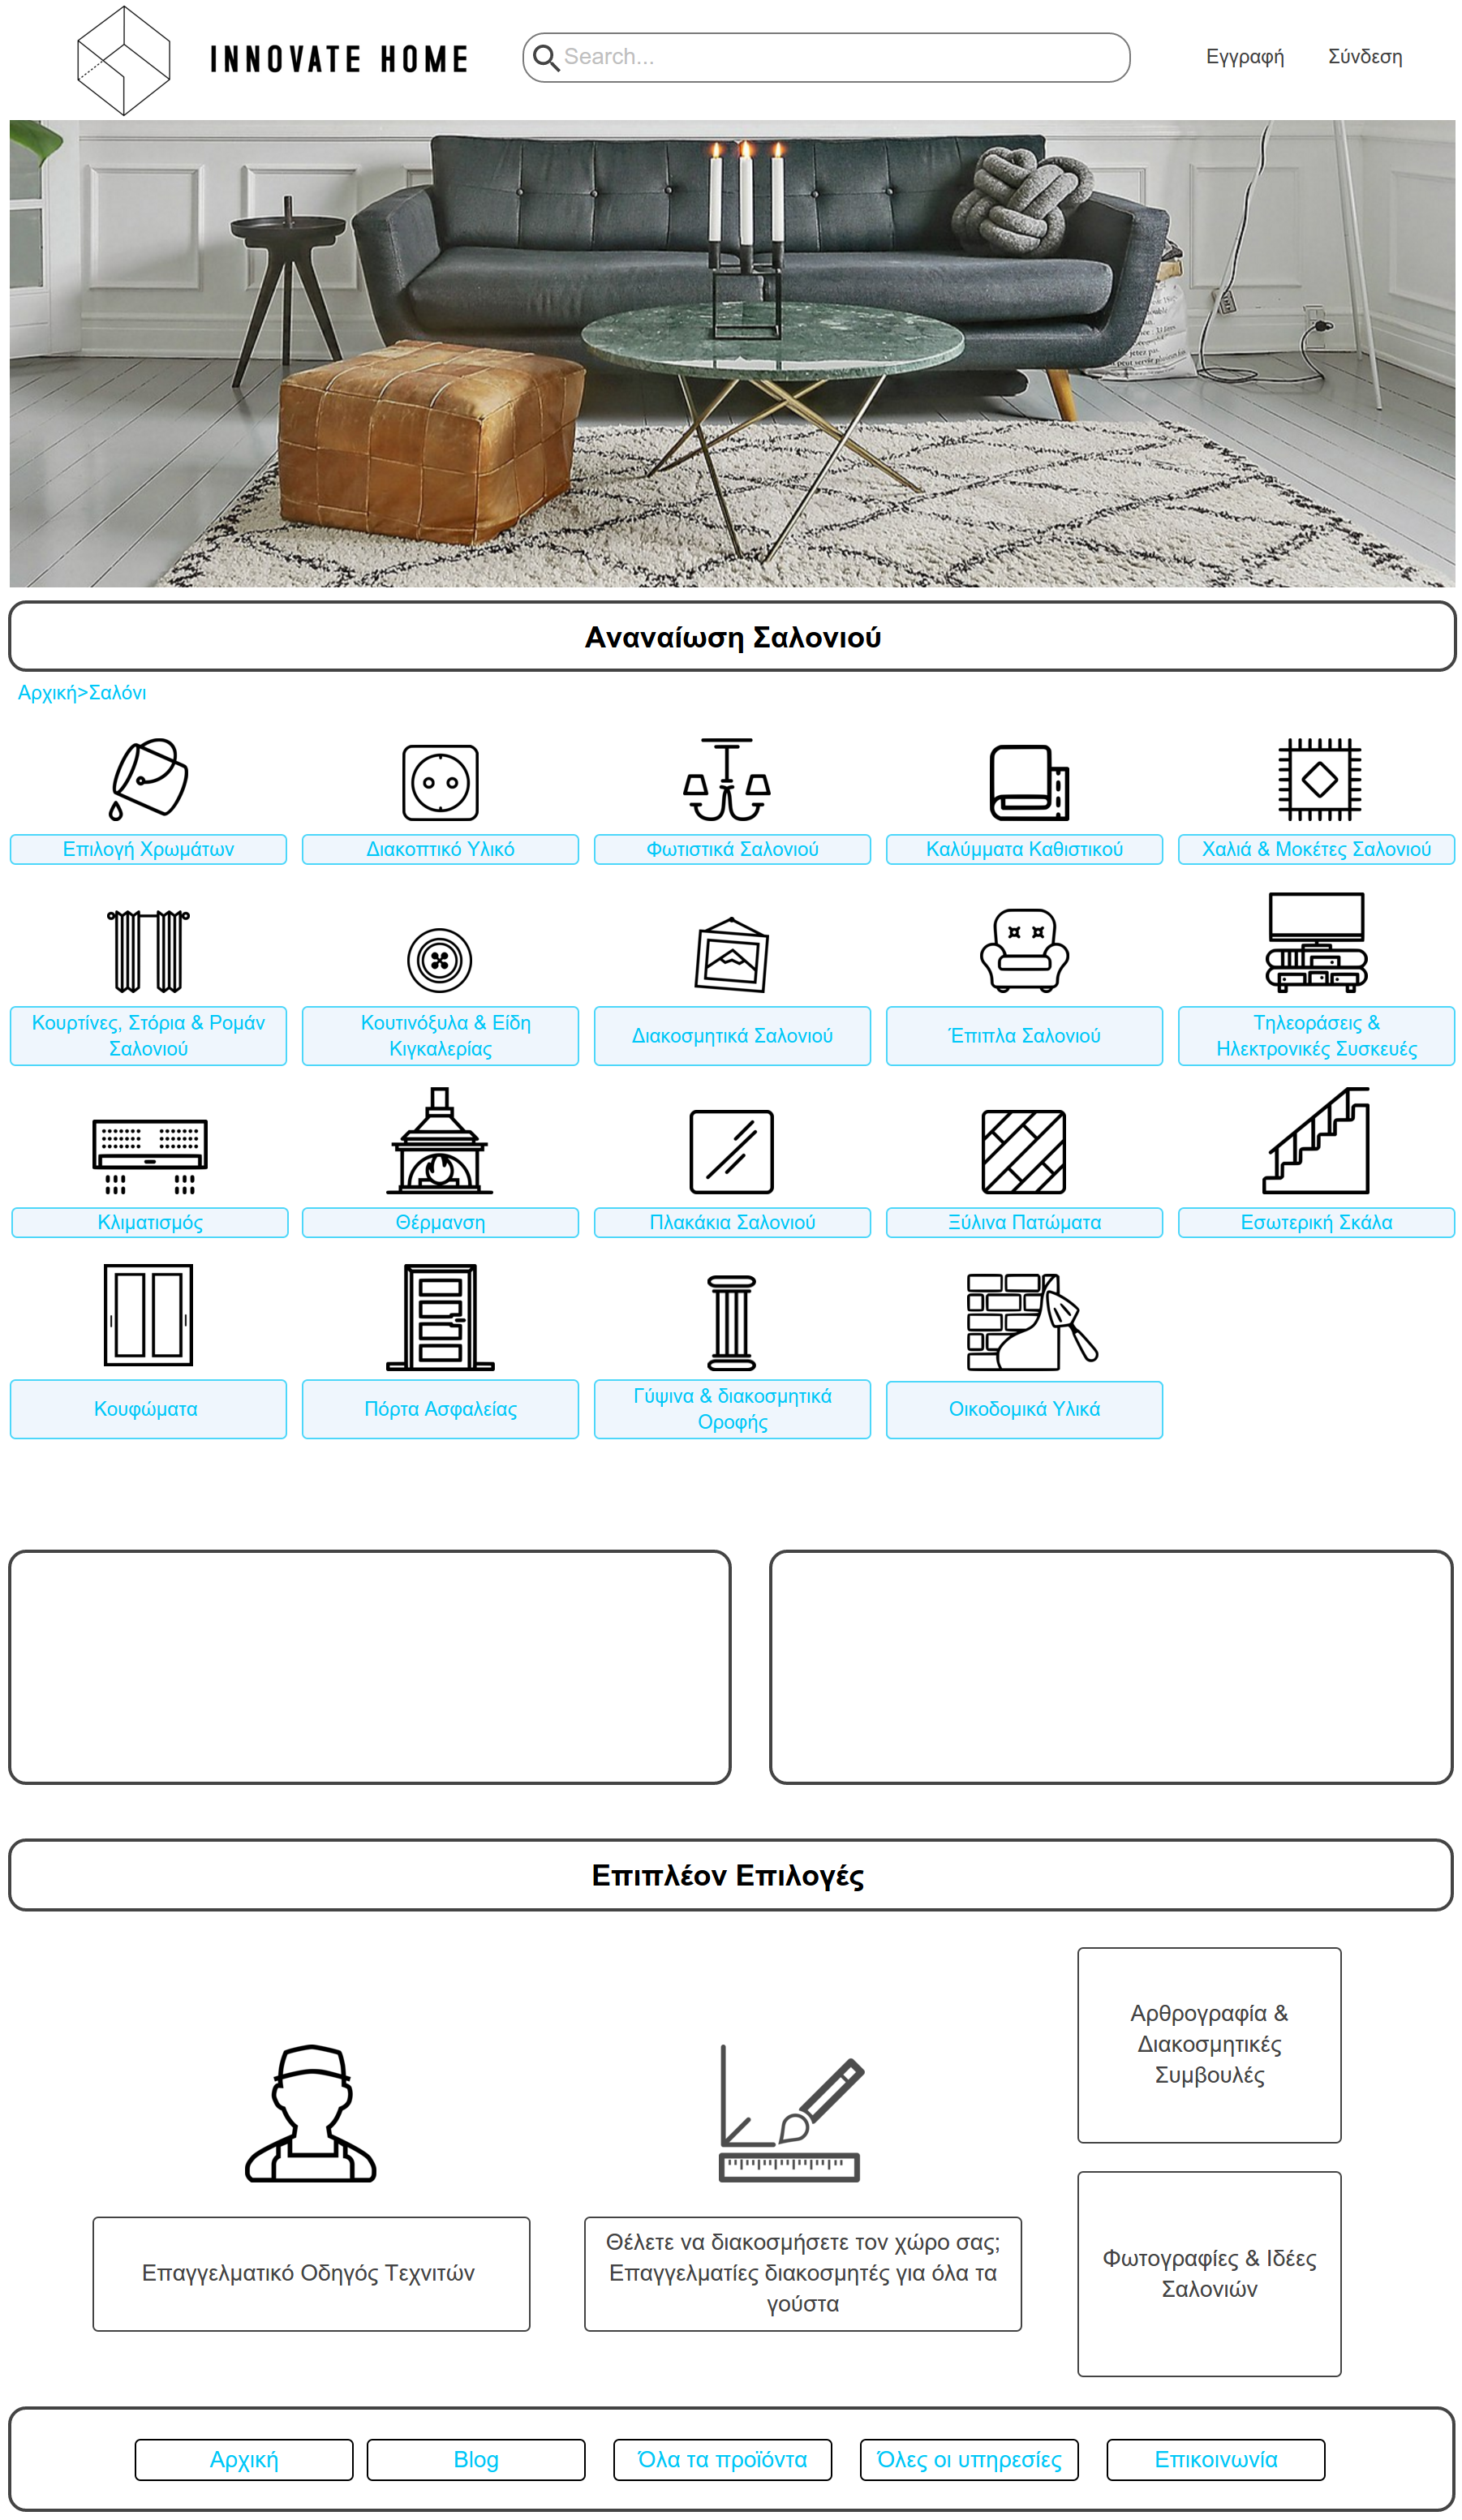 INNOVATE HOME
Search...
Εγγραφή
Σύνδεση
Αναναίωση Σαλονιού
Αρχική>Σαλόνι
Επιλογή Χρωμάτων
Διακοπτικό Υλικό
Φωτιστικά Σαλονιού
Καλύμματα Καθιστικού
Χαλιά & Μοκέτες Σαλονιού
Κουρτίνες, Στόρια & Ρομάν
Σαλονιού
Κουτινόξυλα & Είδη
Κιγκαλερίας
Διακοσμητικά Σαλονιού
Έπιπλα Σαλονιού
Τηλεοράσεις &
Ηλεκτρονικές Συσκευές
Κλιματισμός
Θέρμανση
Πλακάκια Σαλονιού
Ξύλινα Πατώματα
Εσωτερική Σκάλα
Κουφώματα
Πόρτα Ασφαλείας
Γύψινα & διακοσμητικά
Οροφής
Οικοδομικά Υλικά
Επιπλέον Επιλογές
Αρθρογραφία &
Διακοσμητικές
Συμβουλές
Επαγγελματικό Οδηγός Τεχνιτών
Θέλετε να διακοσμήσετε τον χώρο σας;
Επαγγελματίες διακοσμητές για όλα τα
γούστα
Φωτογραφίες & Ιδέες
Σαλονιών
Αρχική
Blog
Όλα τα προϊόντα
Όλες οι υπηρεσίες
Επικοινωνία